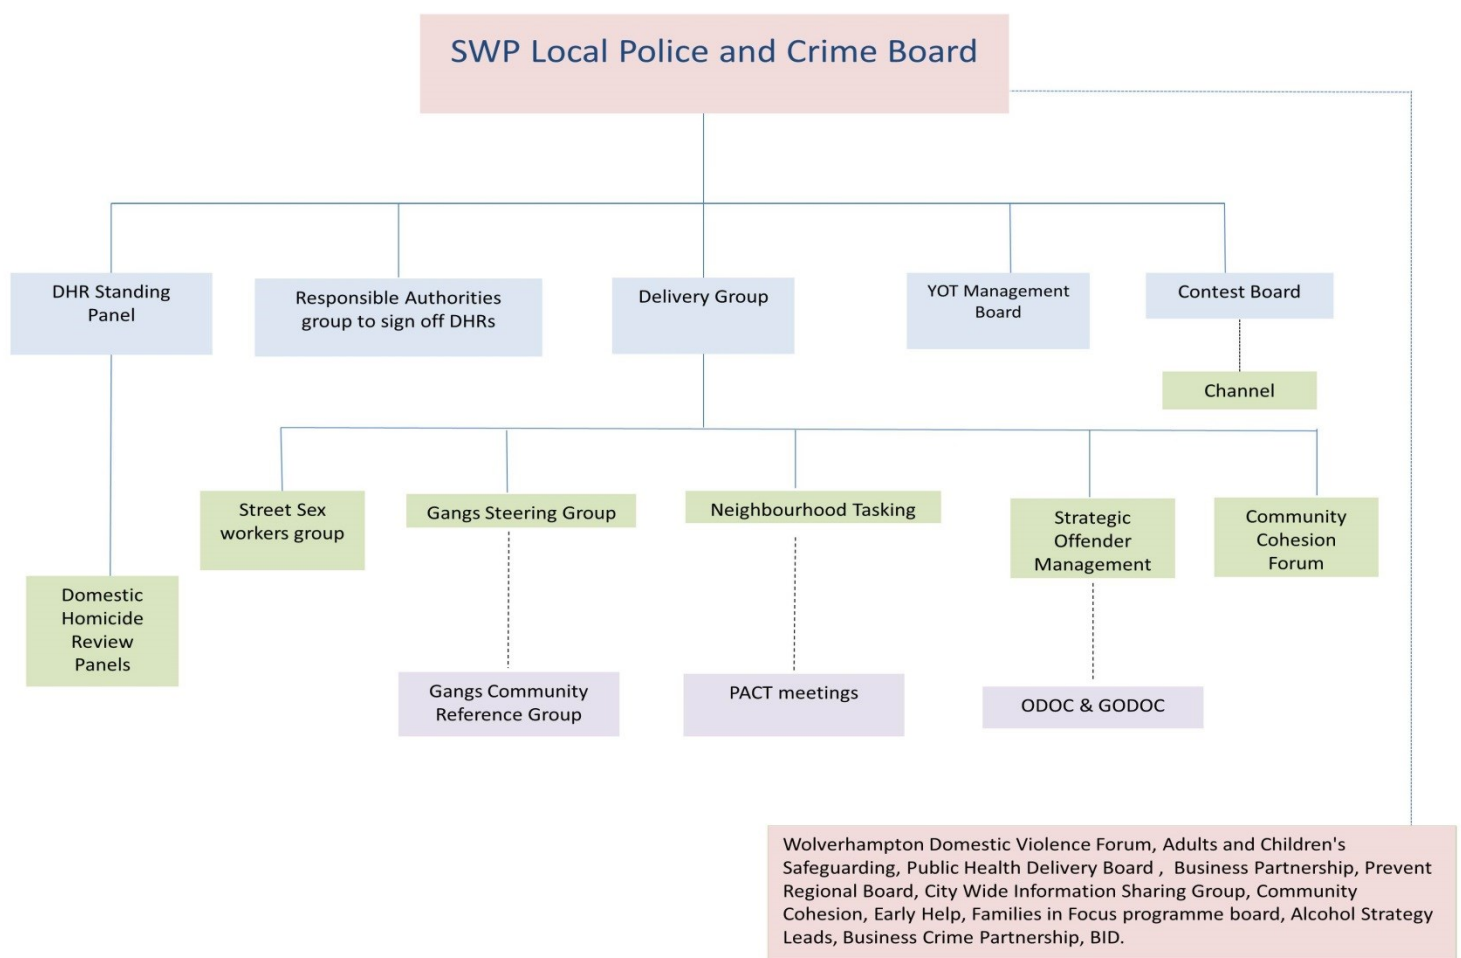 SWP Local Police and Crime Board
DHR Standing
Panel
Responsible Authorities
group to sign off DHRs
Delivery Group
YOT Management
Board
Contest Board
Channel
Street Sex
workers group
Gangs Steering Group
Neighbourhood Tasking
Strategic
Offender
Management
Community
Cohesion
Forum
Domestic
Homicide
Review
Panels
Gangs Community
Reference Group
PACT meetings
ODOC & GODOC
Wolverhampton Domestic Violence Forum, Adults and Children's
Safeguarding, Public Health Delivery Board , Business Partnership, Prevent
Regional Board, City Wide Information Sharing Group, Community
Cohesion, Early Help, Families in Focus programme board, Alcohol Strategy
Leads, Business Crime Partnership, BID.